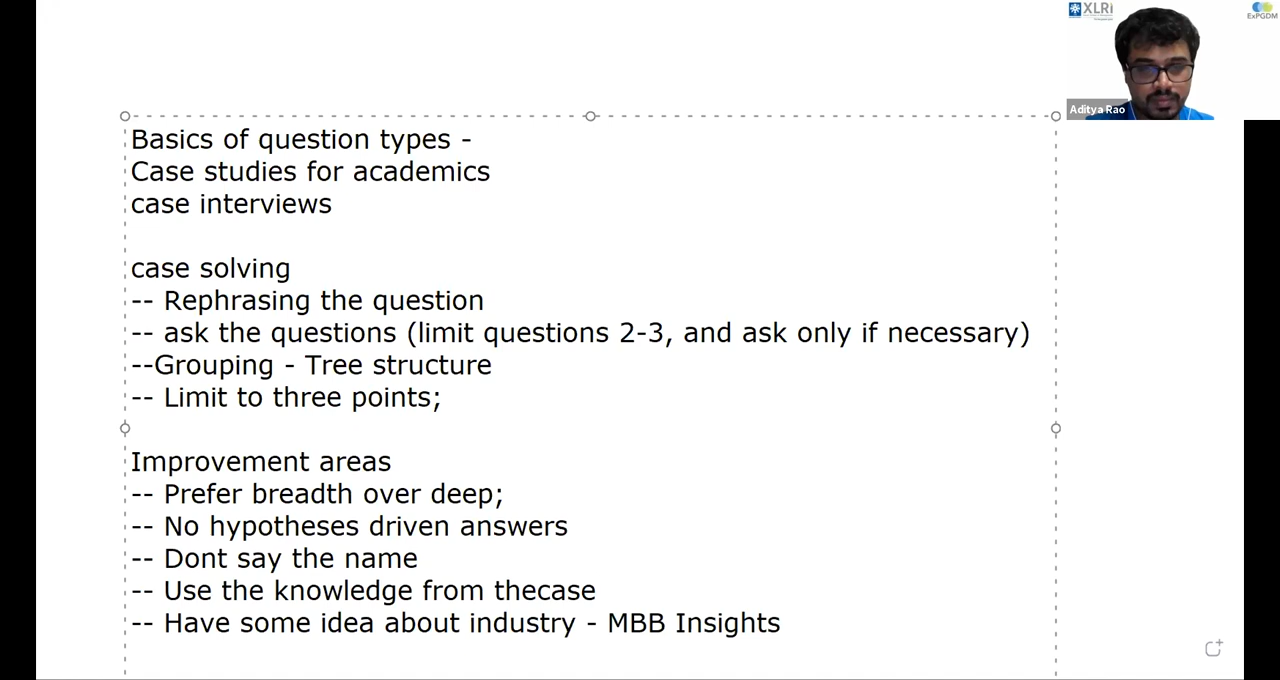 XLRI
ExPGDM
Aditya Rao
Basics of question types -
Case studies for academics
case interviews
case solving
-- Rephrasing the question
-- ask the questions (limit questions 2-3, and ask only if necessary)
--Grouping - Tree structure
-- Limit to three points;
Improvement areas
-- Prefer breadth over deep;
-- No hypotheses driven answers
-- Dont say the name
-- Use the knowledge from thecase
-- Have some idea about industry - MBB Insights